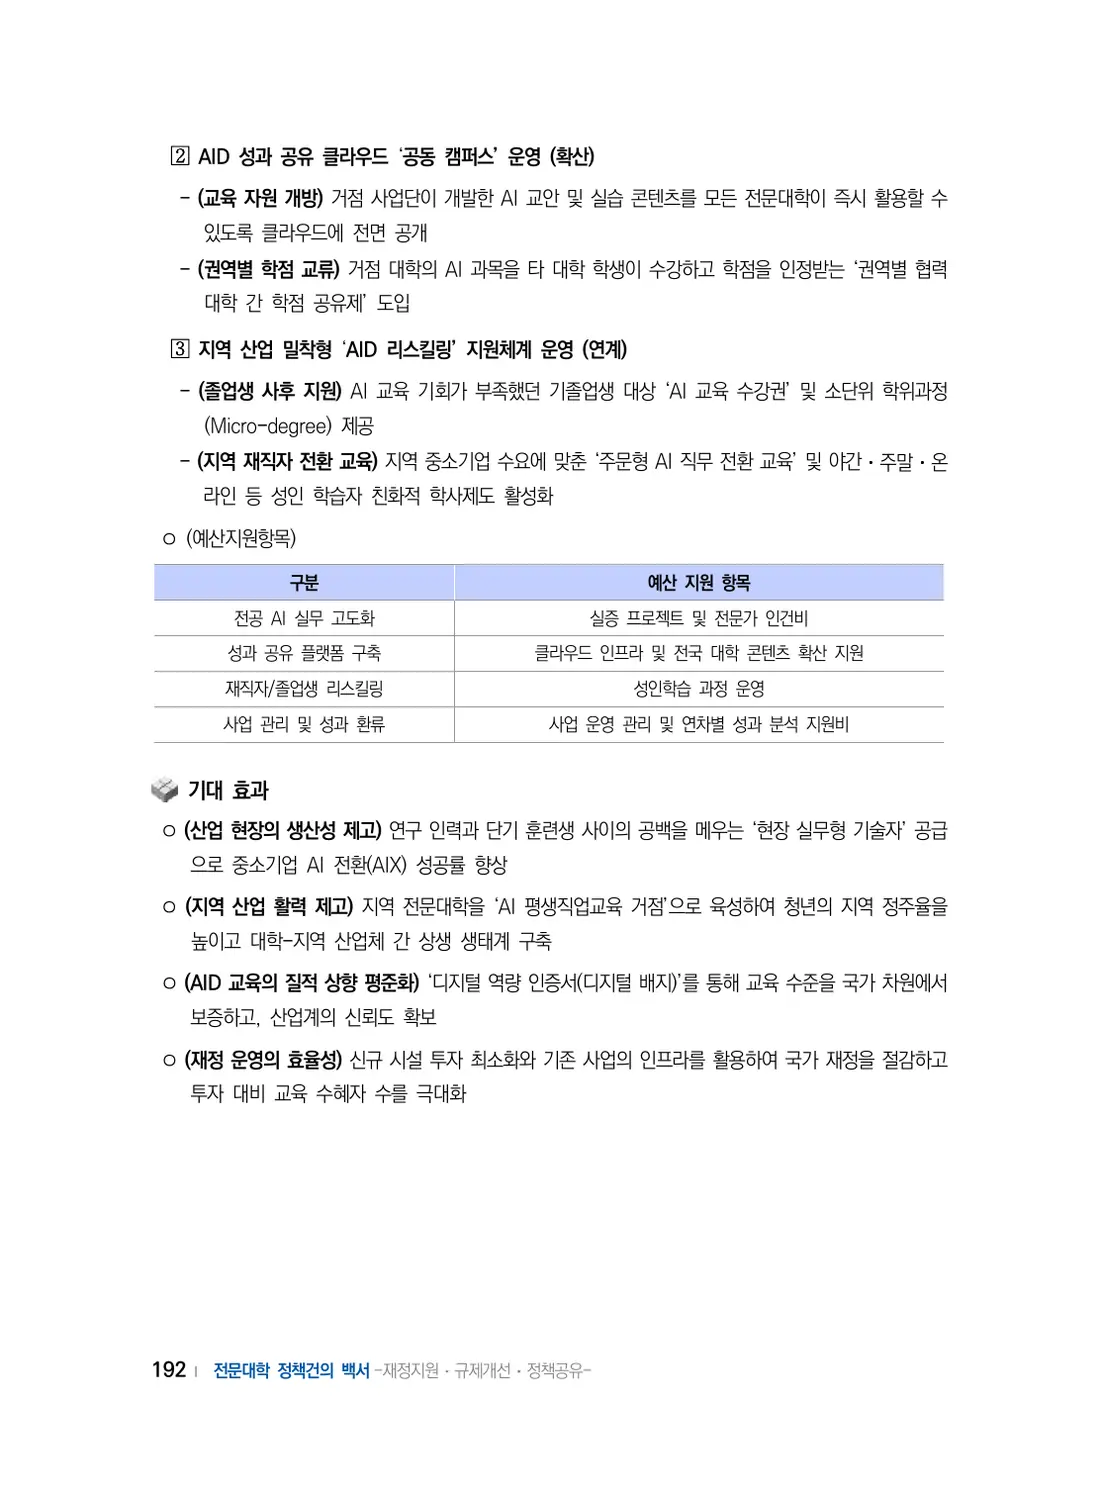 2 AID 성과 공유 클라우드 ‘공동 캠퍼스’ 운영 (확산)
- (교육 자원 개방) 거점 사업단이 개발한 AI 교안 및 실습 콘텐츠를 모든 전문대학이 즉시 활용할 수
있도록 클라우드에 전면 공개
- (권역별 학점 교류) 거점 대학의 AI 과목을 타 대학 학생이 수강하고 학점을 인정받는 ‘권역별 협력
대학 간 학점 공유제’ 도입
3 지역 산업 밀착형 ‘AID 리스킬링’ 지원체계 운영 (연계)
- (졸업생 사후 지원) AI 교육 기회가 부족했던 기졸업생 대상 ‘AI 교육 수강권’ 및 소단위 학위과정
(Micro-degree) 제공
- (지역 재직자 전환 교육) 지역 중소기업 수요에 맞춘 ‘주문형 AI 직무 전환 교육’ 및 야간·주말·온
라인 등 성인 학습자 친화적 학사제도 활성화
○ (예산지원항목)
구분 예산 지원 항목
전공 AI 실무 고도화 실증 프로젝트 및 전문가 인건비
성과 공유 플랫폼 구축 클라우드 인프라 및 전국 대학 콘텐츠 확산 지원
재직자/졸업생 리스킬링 성인학습 과정 운영
사업 관리 및 성과 환류 사업 운영 관리 및 연차별 성과 분석 지원비
기대 효과
○ (산업 현장의 생산성 제고) 연구 인력과 단기 훈련생 사이의 공백을 메우는 ‘현장 실무형 기술자’ 공급
으로 중소기업 AI 전환(AIX) 성공률 향상
○ (지역 산업 활력 제고) 지역 전문대학을 ‘AI 평생직업교육 거점’으로 육성하여 청년의 지역 정주율을
높이고 대학-지역 산업체 간 상생 생태계 구축
○ (AID 교육의 질적 상향 평준화) ‘디지털 역량 인증서(디지털 배지)’를 통해 교육 수준을 국가 차원에서
보증하고, 산업계의 신뢰도 확보
○ (재정 운영의 효율성) 신규 시설 투자 최소화와 기존 사업의 인프라를 활용하여 국가 재정을 절감하고
투자 대비 교육 수혜자 수를 극대화
192 | 전문대학 정책건의 백서 -재정지원·규제개선·정책공유-